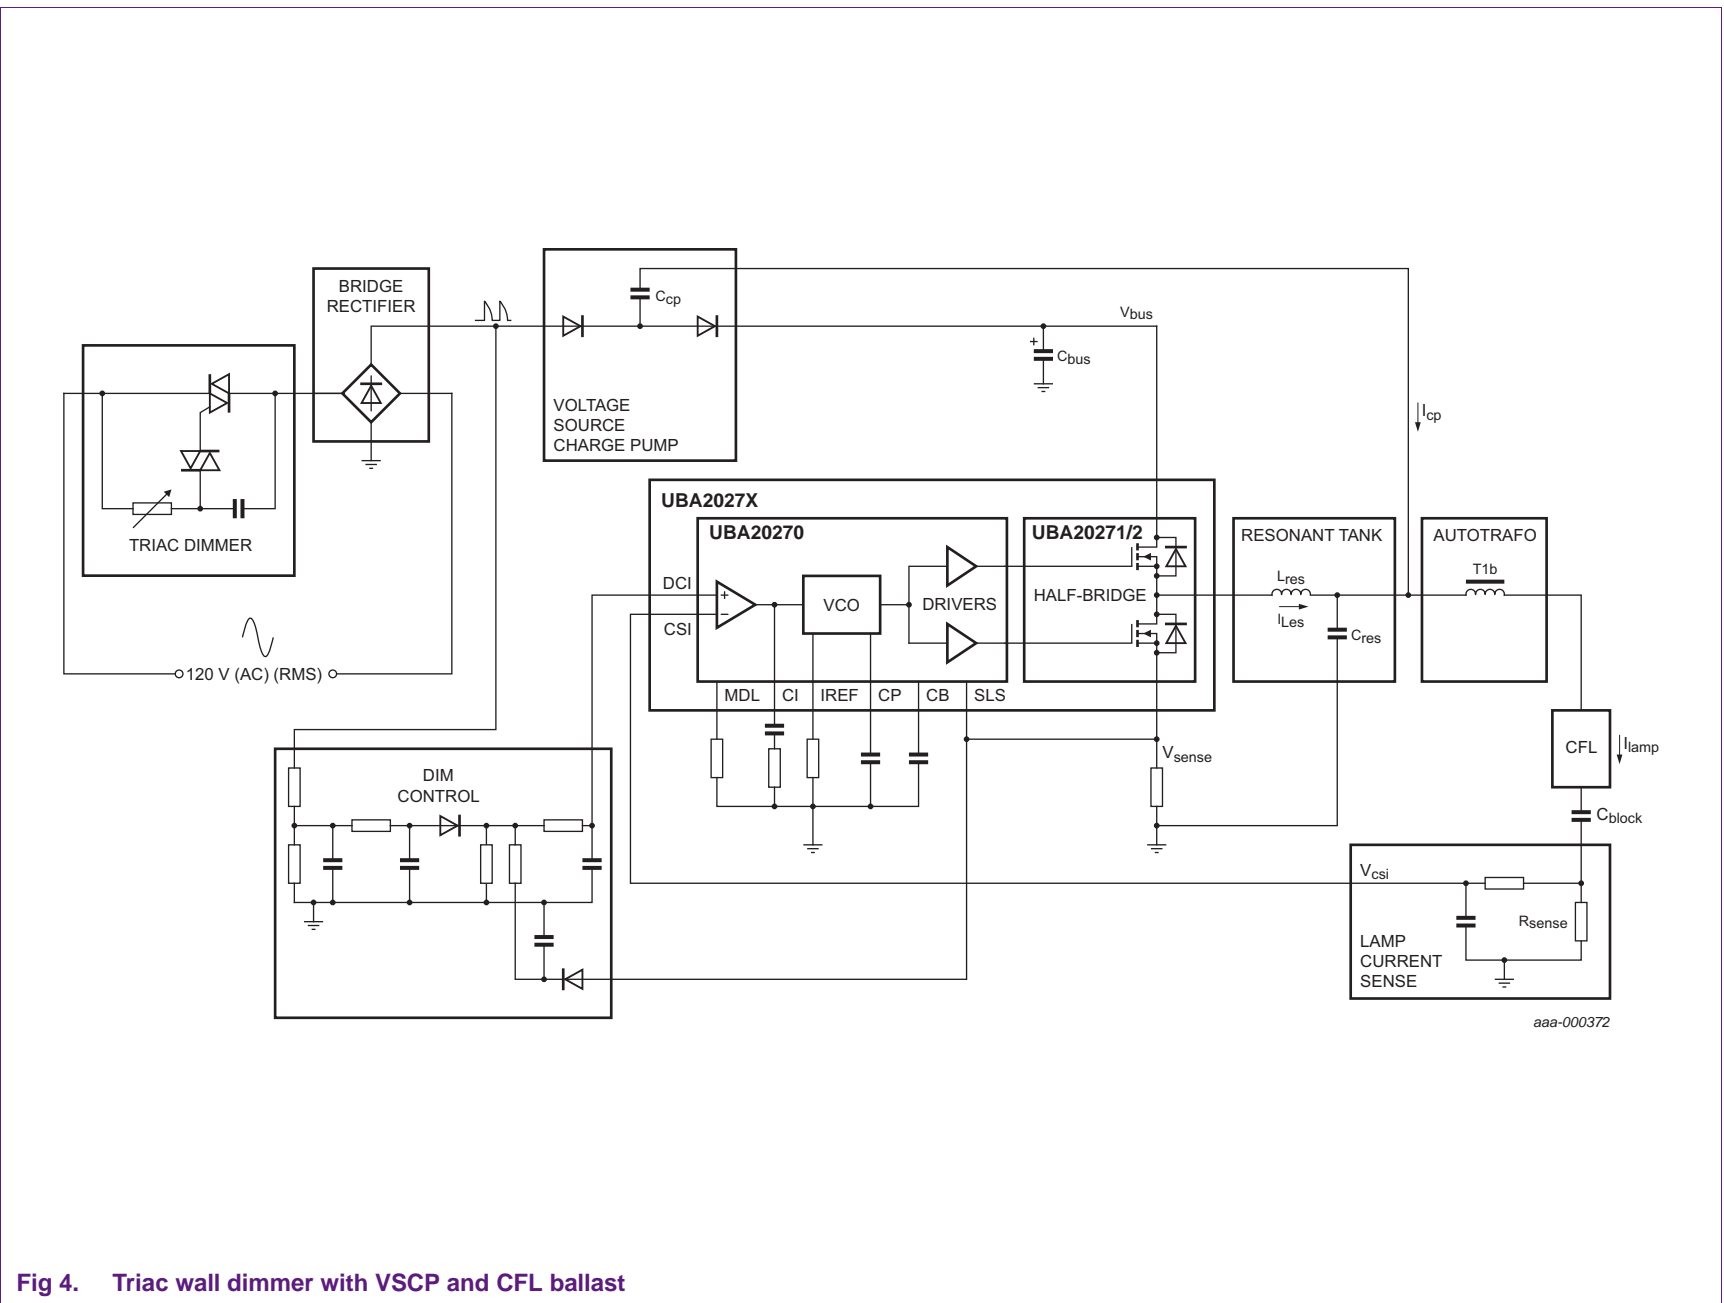 BRIDGE
RECTIFIER
TRIAC DIMMER
120 V (AC) (RMS)
Ccp
VOLTAGE
SOURCE
CHARGE PUMP
Vbus
+
Cbus
Icp
UBA2027X
UBA20270
UBA20271/2
DCI
CSI
+
−
VCO
DRIVERS
HALF-BRIDGE
MDL
CI
IREF
CP
CB
SLS
RESONANT TANK
Lres
ILes
Cres
AUTOTRAFO
T1b
Vsense
CFL
Ilamp
Cblock
DIM
CONTROL
Vcsi
Rsense
LAMP
CURRENT
SENSE
aaa-000372
Fig 4. Triac wall dimmer with VSCP and CFL ballast